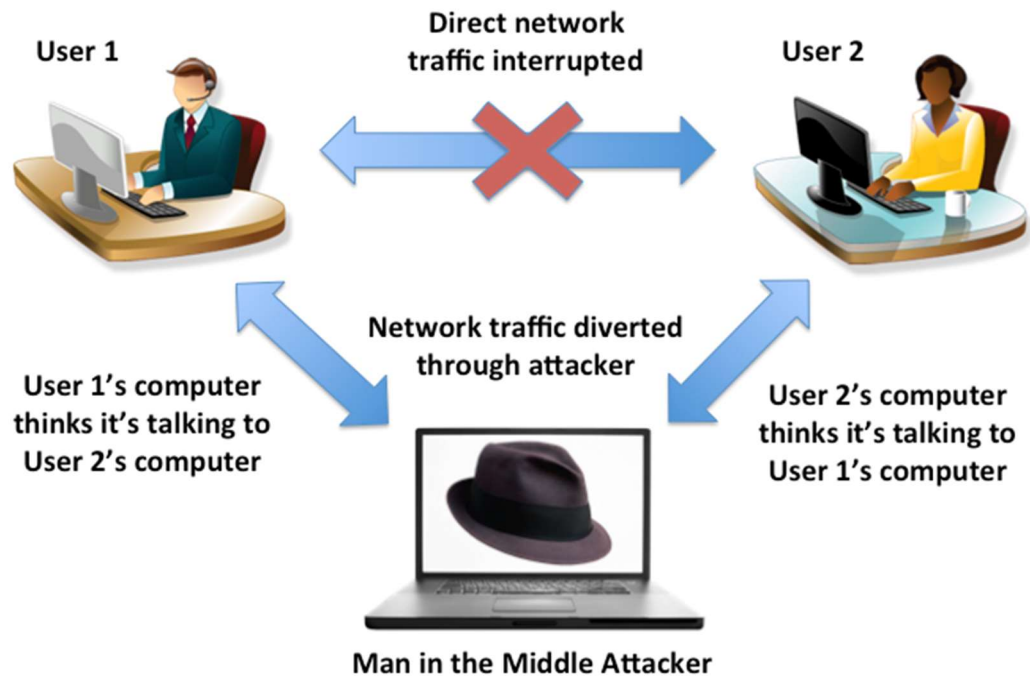 User 1
Direct network
traffic interrupted
User 2
Network traffic diverted
through attacker
User 1’s computer
thinks it’s talking to
User 2’s computer
User 2’s computer
thinks it’s talking to
User 1’s computer
Man in the Middle Attacker